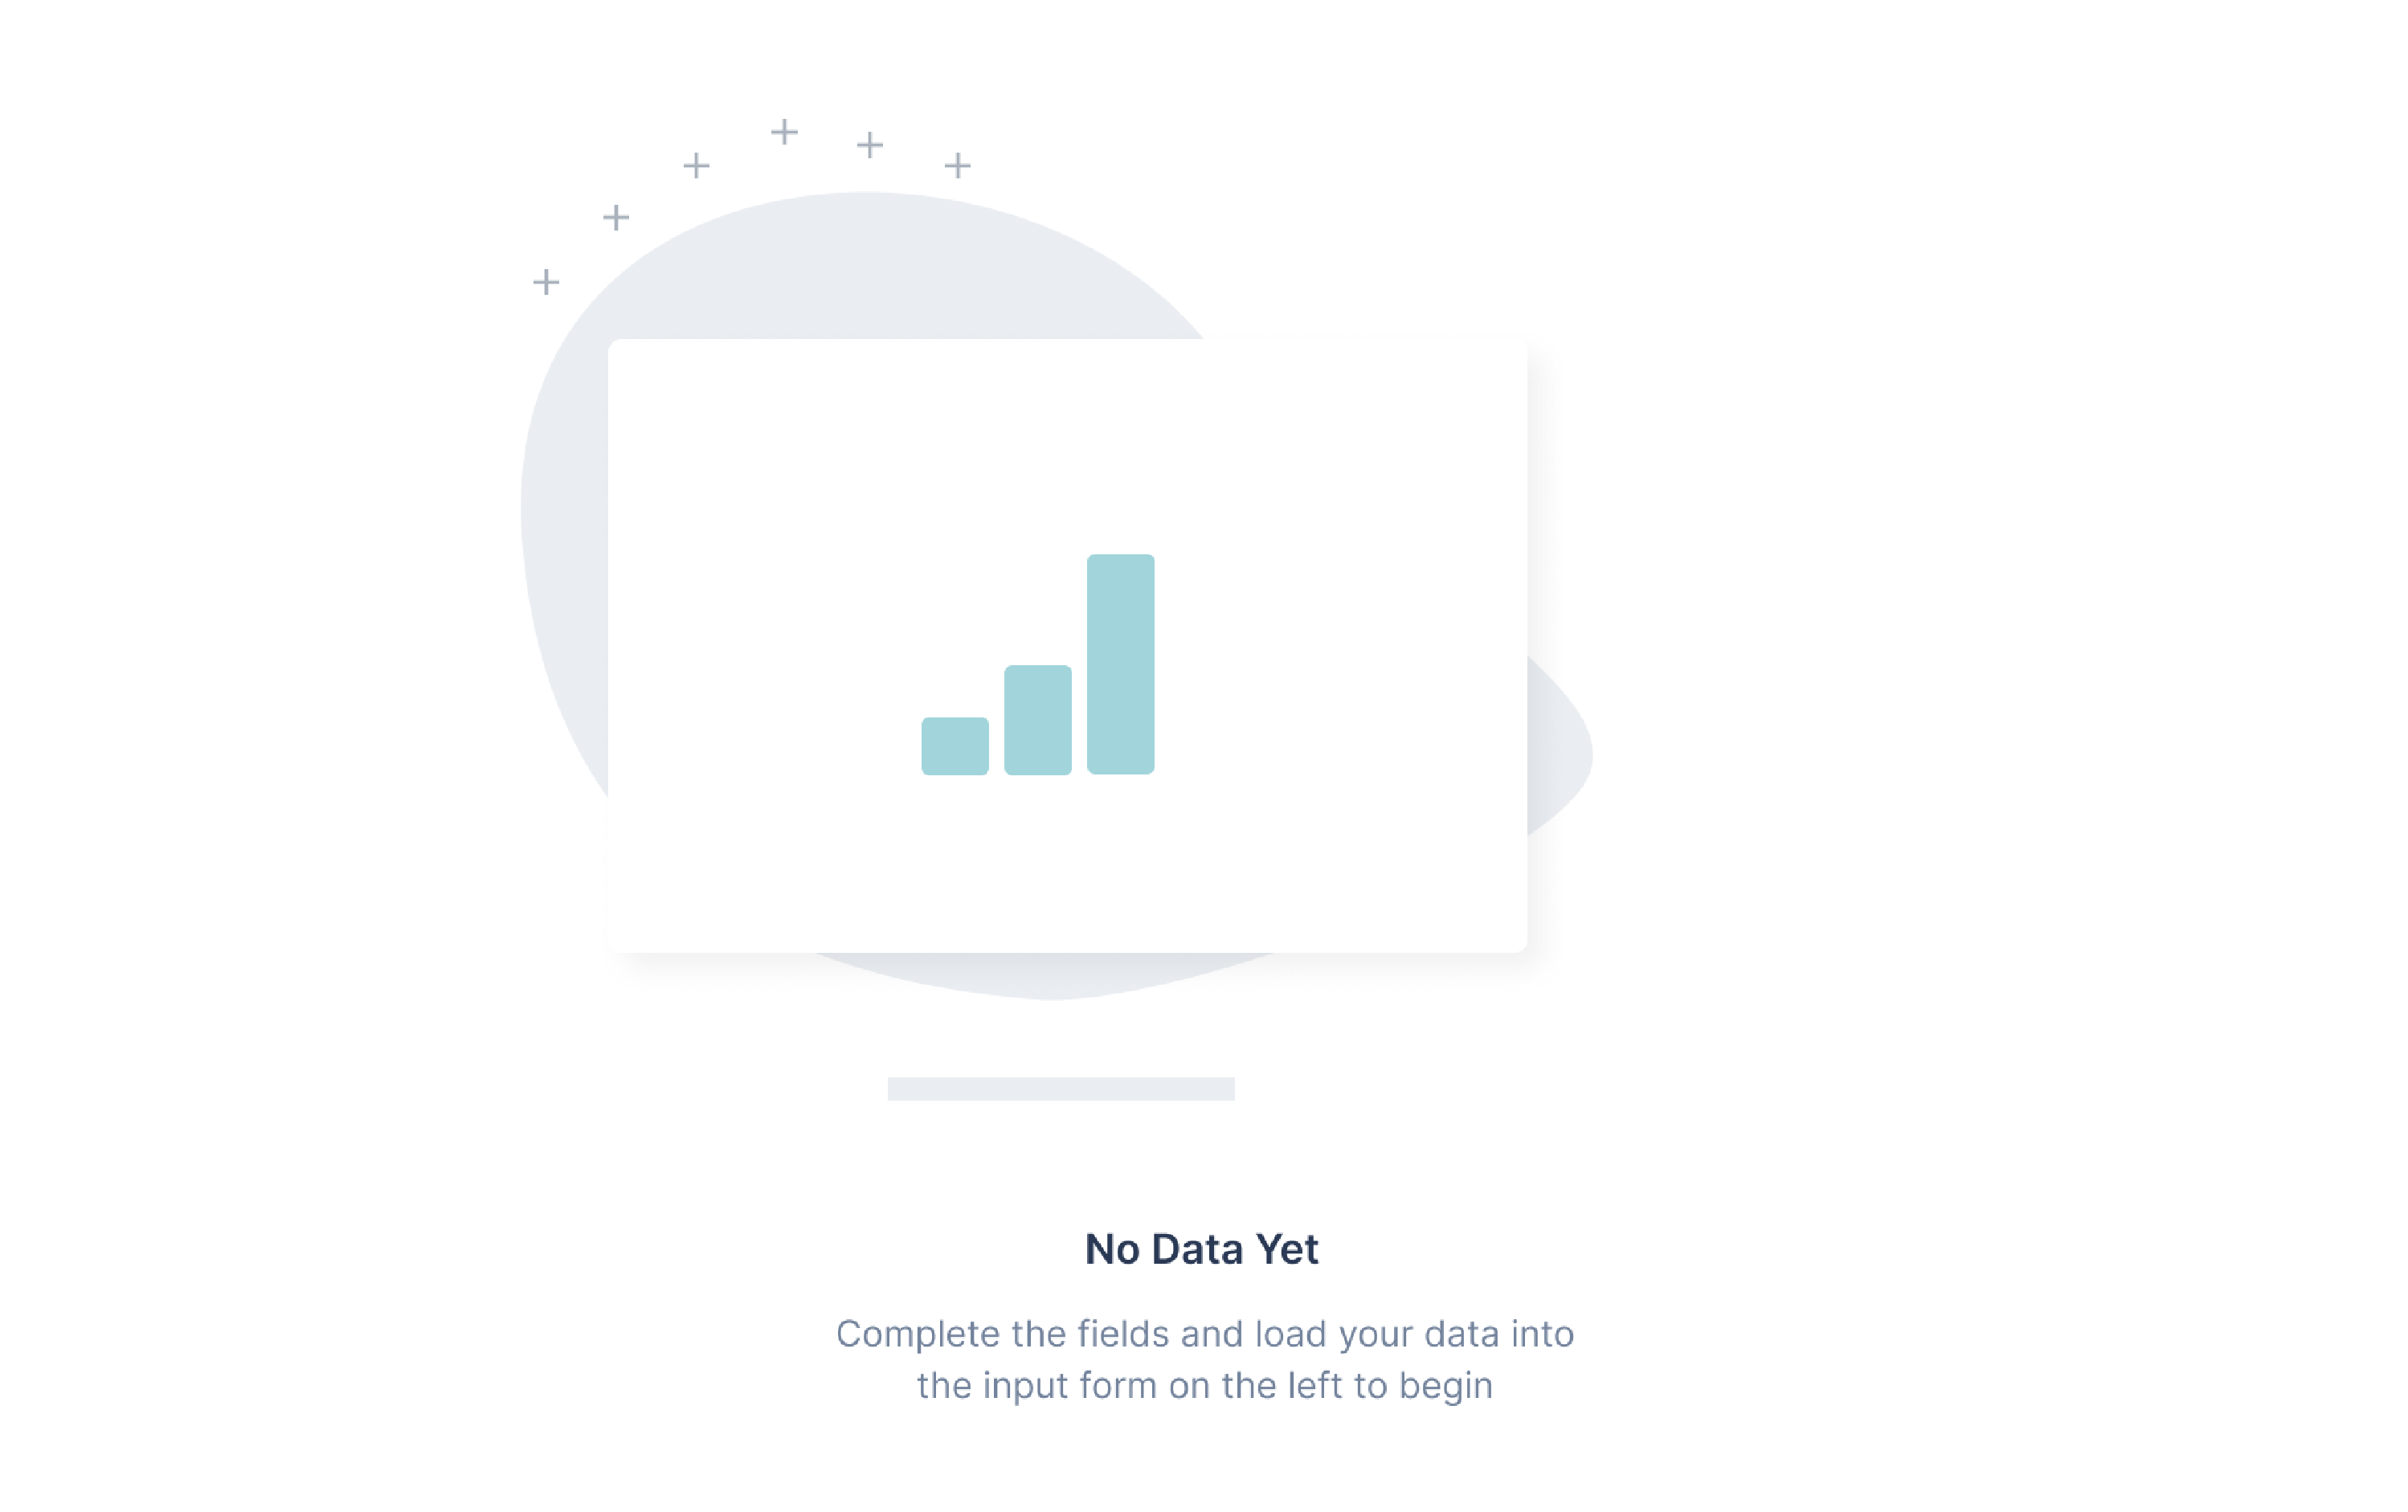 No Data Yet
Complete the fields and load your data into
the input form on the left to begin